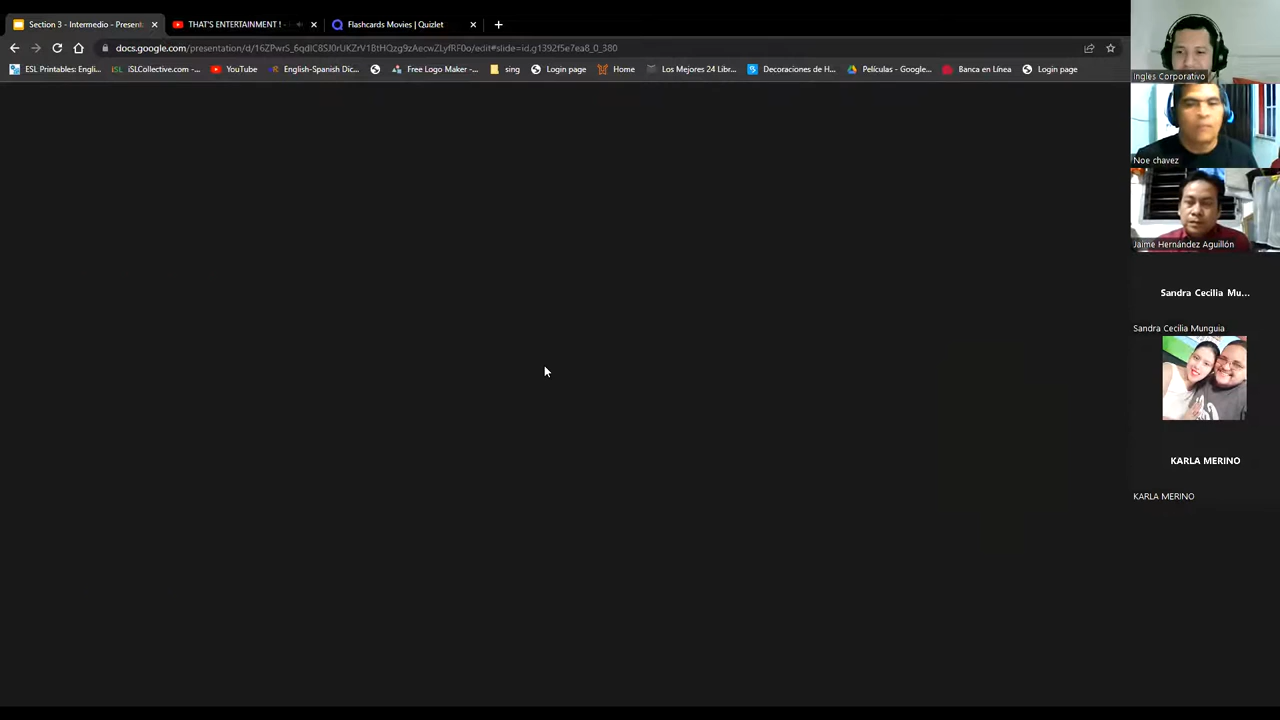 Section 3 - Intermedio - Present
THAT'S ENTERTAINMENT ! -
Flashcards Movies | Quizlet
docs.google.com/presentation/d/16ZPwrS_6qdIC8SJ0rUKZrV1BtHQzg9zAecwZLyfRF0o/edit#slide=id.g1392f5e7ea8_0_380
ESL Printables: Engli...
iSLCollective.com -...
YouTube
English-Spanish Dic...
Free Logo Maker -...
sing
Login page
Home
Los Mejores 24 Libr...
Decoraciones de H...
Películas - Google...
Banca en Línea
Login page
Ingles Corporativo
Noe chavez
Jaime Hernández Aguillón
Sandra Cecilia Mu...
Sandra Cecilia Munguia
KARLA MERINO
KARLA MERINO